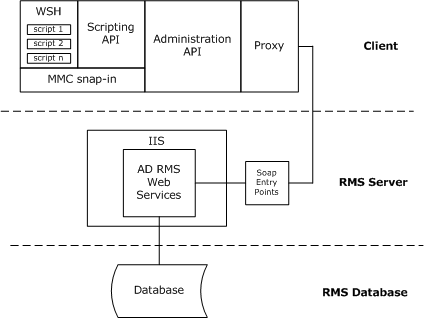 WSH
script 1
script 2
script n
Scripting
API
Administration
API
Proxy
Client
MMC snap-in
IIS
AD RMS
Web
Services
Soap
Entry
Points
RMS Server
Database
RMS Database